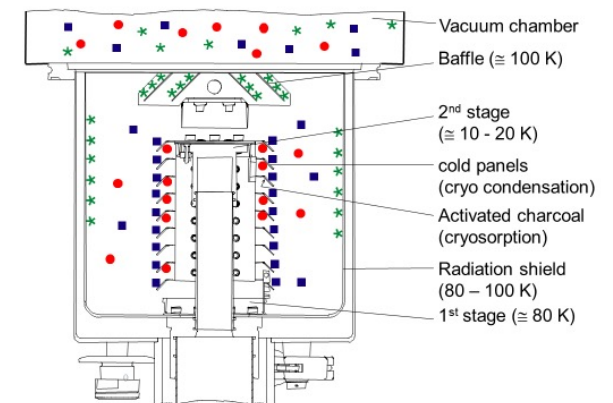 Vacuum chamber
Baffle (≅ 100 K)
2nd stage
(≅ 10 - 20 K)
cold panels
(cryo condensation)
Activated charcoal
(cryosorption)
Radiation shield
(80 – 100 K)
1st stage (≅ 80 K)